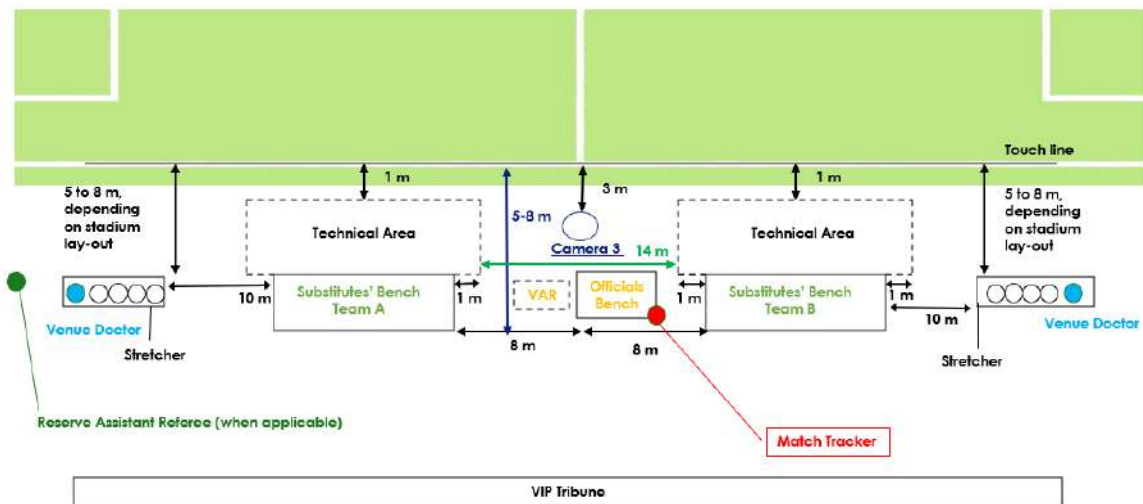 Touch line
1 m
3 m
1 m
5 to 8 m,
depending
on stadium
lay-out
5-8 m
5 to 8 m,
depending
on stadium
lay-out
Technical Area
Camera 3
Technical Area
14 m
10 m
Substitutes' Bench
Team A
1 m
VAR
Officials
Bench
1 m
Substitutes' Bench
Team B
1 m
10 m
Venue Doctor
Stretcher
8 m
8 m
Venue Doctor
Stretcher
Reserve Assistant Referee (when applicable)
Match Tracker
VIP Tribune